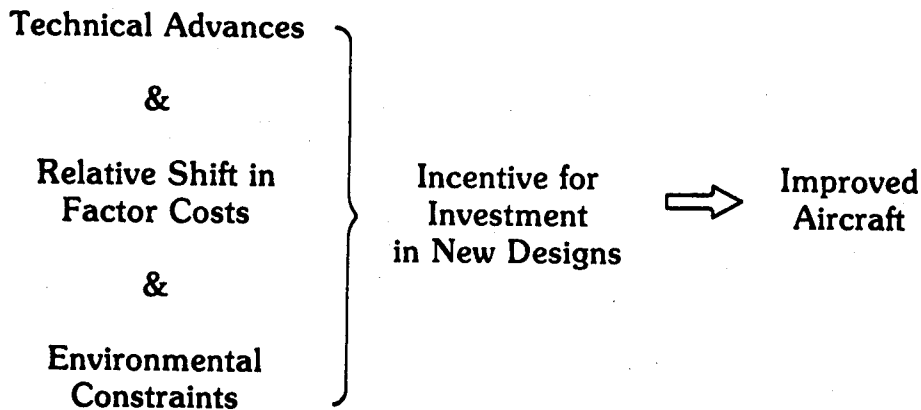 Technical Advances
&
Relative Shift in
Factor Costs
&
Environmental
Constraints
Incentive for
Investment
in New Designs
Improved
Aircraft